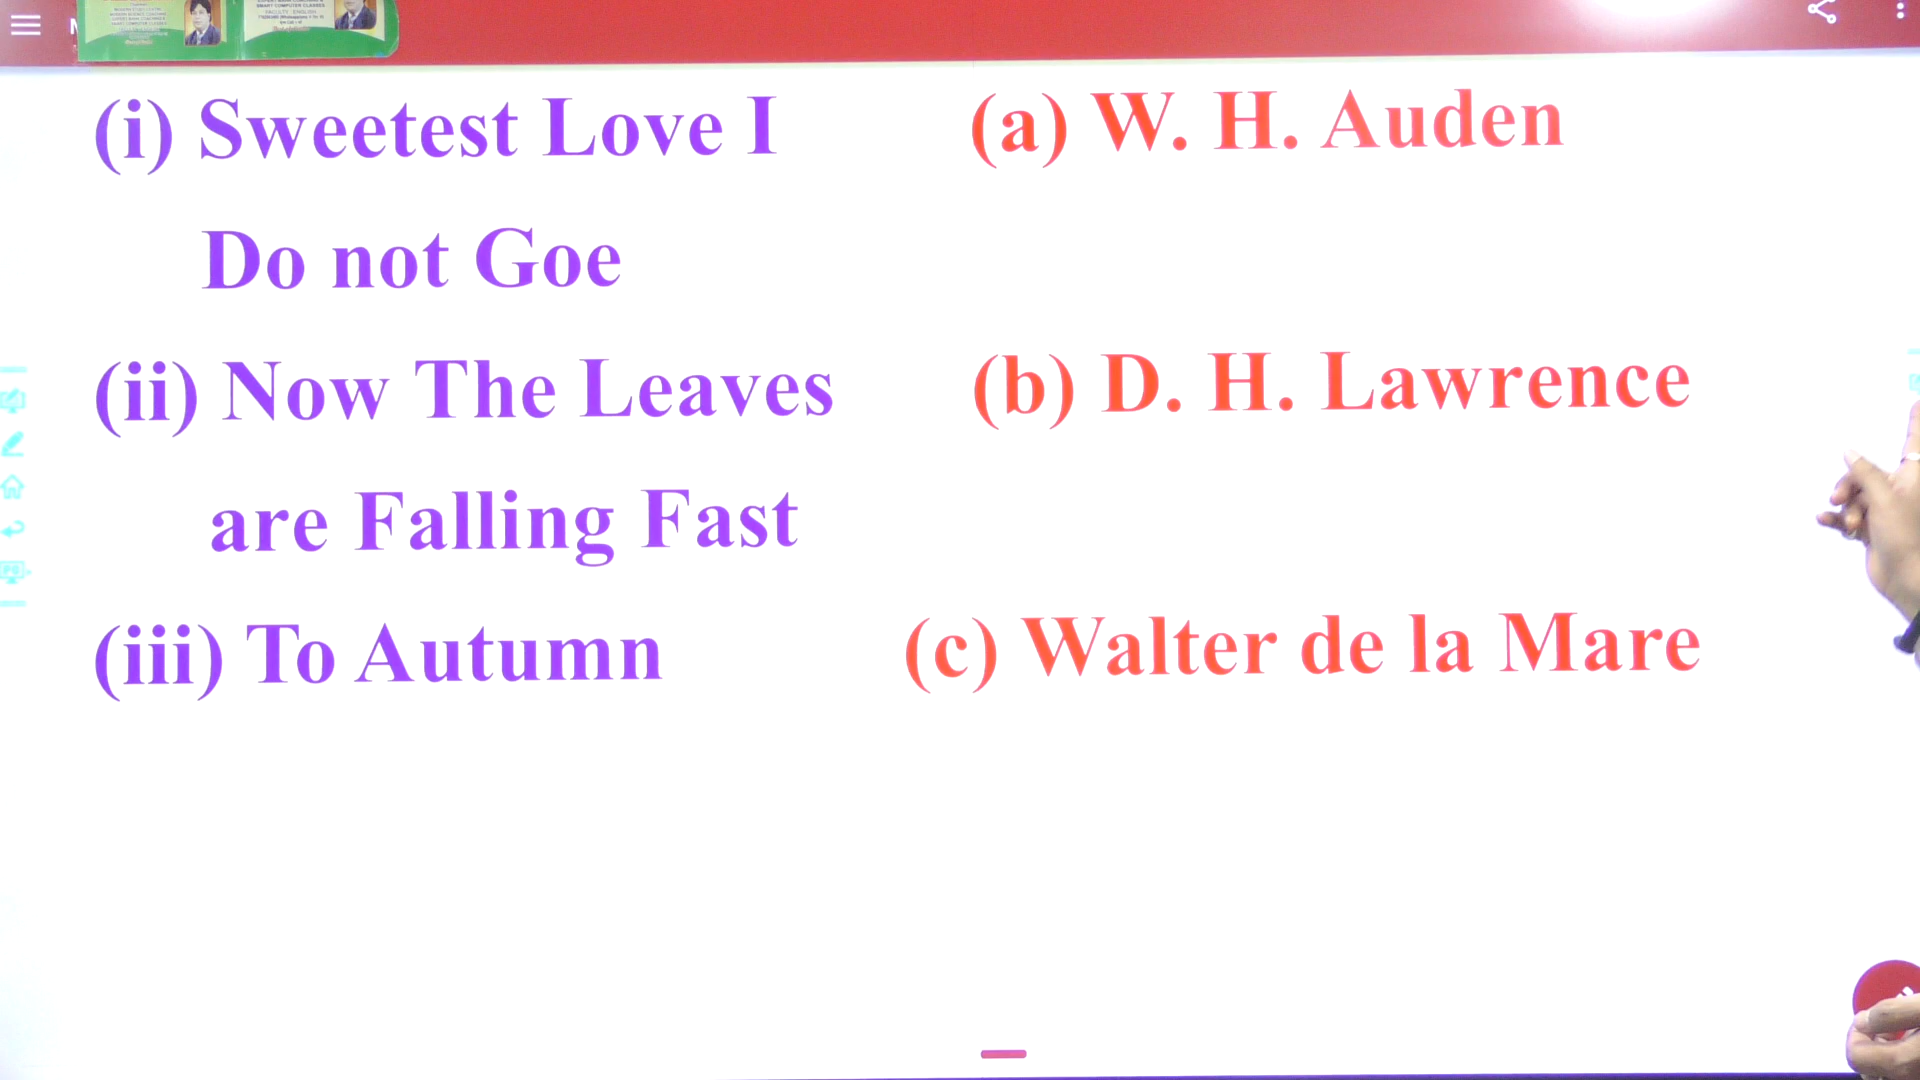 (i) Sweetest Love I (a) W. H. Auden
Do not Goe
(ii) Now The Leaves (b) D. H. Lawrence
are Falling Fast
(iii) To Autumn (c) Walter de la Mare